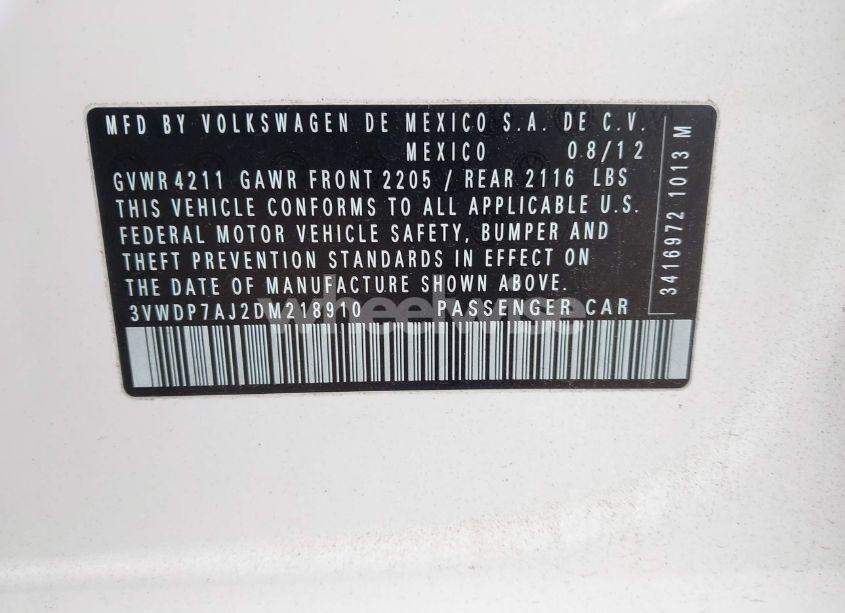 MFD BY VOLKSWAGEN DE MEXICO S.A. DE C.V.
MEXICO 08/12
GVWR 4211 GAWR FRONT 2205 / REAR 2116 LBS
THIS VEHICLE CONFORMS TO ALL APPLICABLE U.S.
FEDERAL MOTOR VEHICLE SAFETY, BUMPER AND
THEFT PREVENTION STANDARDS IN EFFECT ON
THE DATE OF MANUFACTURE SHOWN ABOVE.
3VWDP7AJ2DM218910 PASSENGER CAR
3416972 1013 M
wheelwise